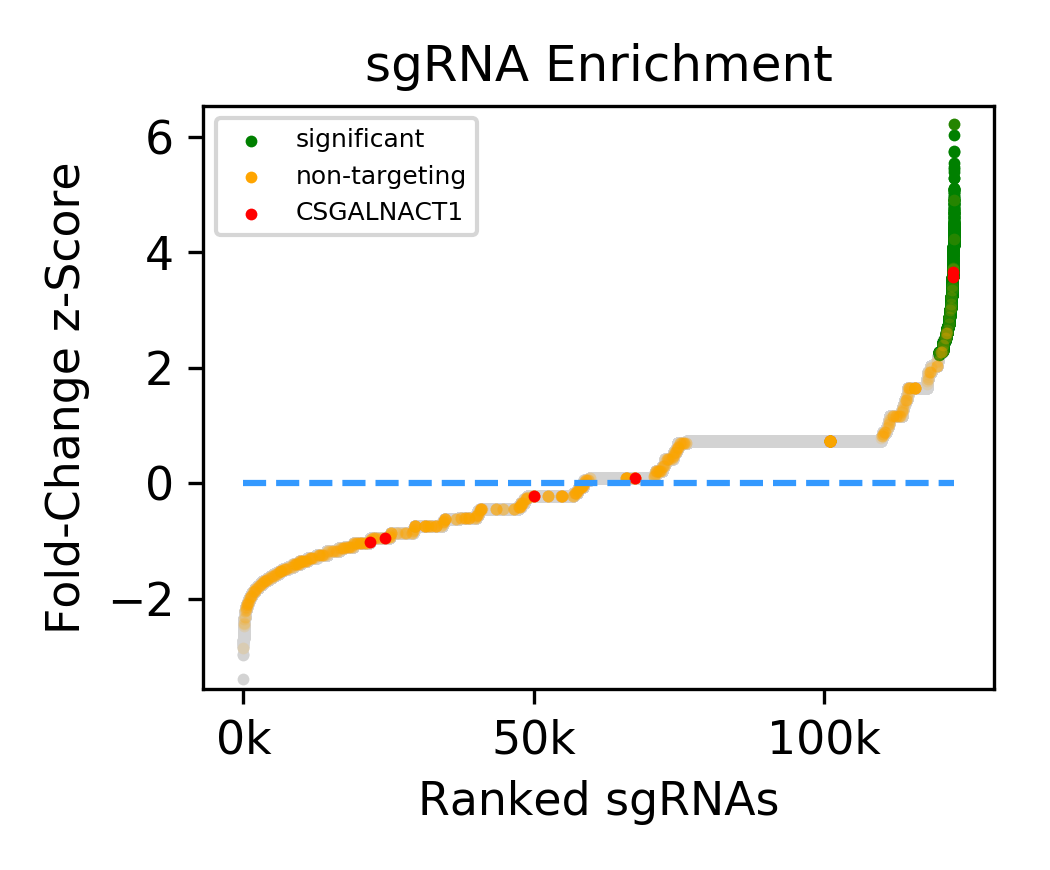 sgRNA Enrichment
significant
non-targeting
CSGALNACT1
Fold-Change z-Score
6
4
2
0
−2
0k
50k
100k
Ranked sgRNAs